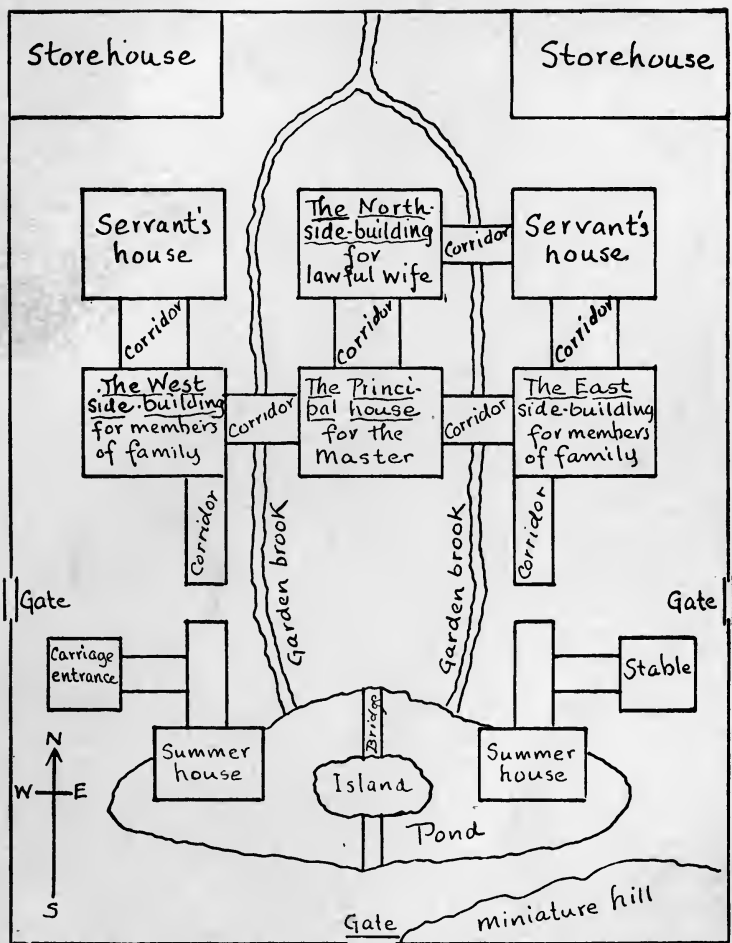 Storehouse
Storehouse
Servant's
house
The North-
side-building
for
lawful wife
Corridor
Servant's
house
Corridor
Corridor
Corridor
The West
side-building
for members
of family
Corridor
The Princi-
pal house
for the
Master
Corridor
The East
side-building
for members
of family
Corridor
Corridor
Garden brook
Garden brook
Gate
Gate
Carriage
entrance
Stable
Bridge
Summer
house
Summer
house
Island
Pond
N
W
E
S
miniature hill
Gate